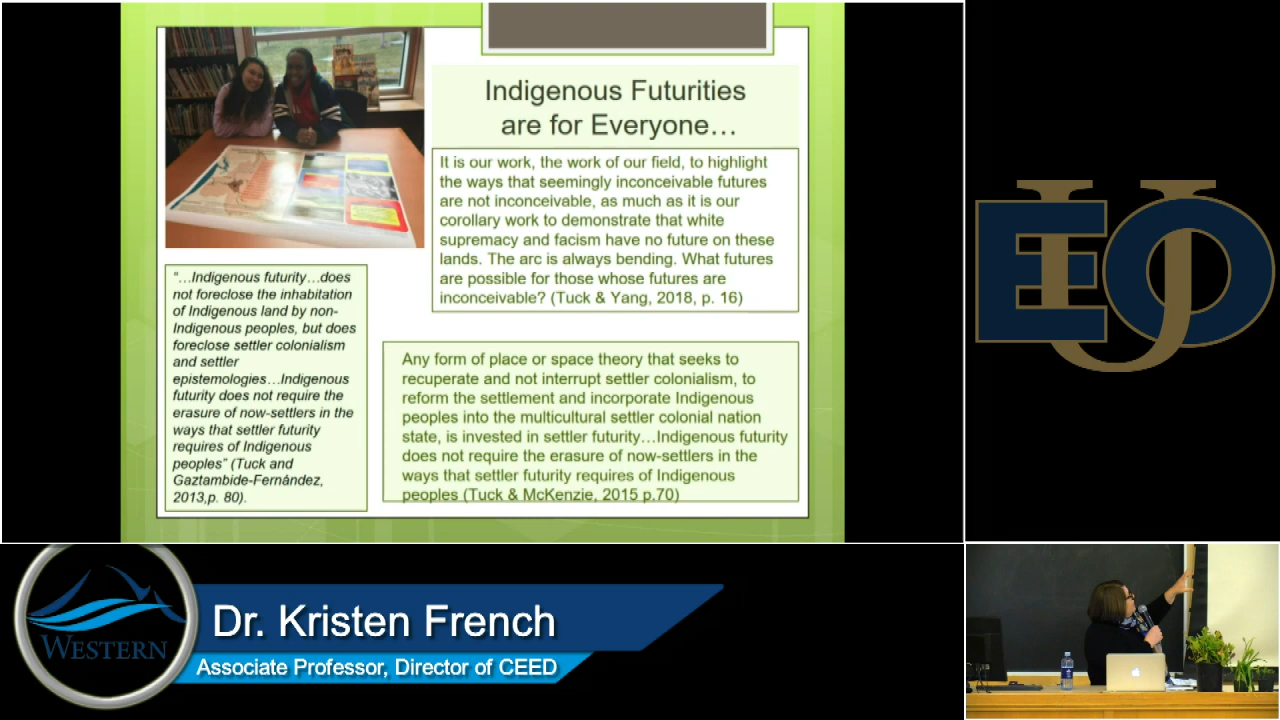 Indigenous Futurities
are for Everyone…
It is our work, the work of our field, to highlight
the ways that seemingly inconceivable futures
are not inconceivable, as much as it is our
corollary work to demonstrate that white
supremacy and facism have no future on these
lands. The arc is always bending. What futures
are possible for those whose futures are
inconceivable? (Tuck & Yang, 2018, p. 16)
“…Indigenous futurity…does
not foreclose the inhabitation
of Indigenous land by non-
Indigenous peoples, but does
foreclose settler colonialism
and settler
epistemologies…Indigenous
futurity does not require the
erasure of now-settlers in the
ways that settler futurity
requires of Indigenous
peoples” (Tuck and
Gaztambide-Fernández,
2013,p. 80).
Any form of place or space theory that seeks to
recuperate and not interrupt settler colonialism, to
reform the settlement and incorporate Indigenous
peoples into the multicultural settler colonial nation
state, is invested in settler futurity…Indigenous futurity
does not require the erasure of now-settlers in the
ways that settler futurity requires of Indigenous
peoples (Tuck & McKenzie, 2015 p.70)
EUO
WESTERN
Dr. Kristen French
Associate Professor, Director of CEED